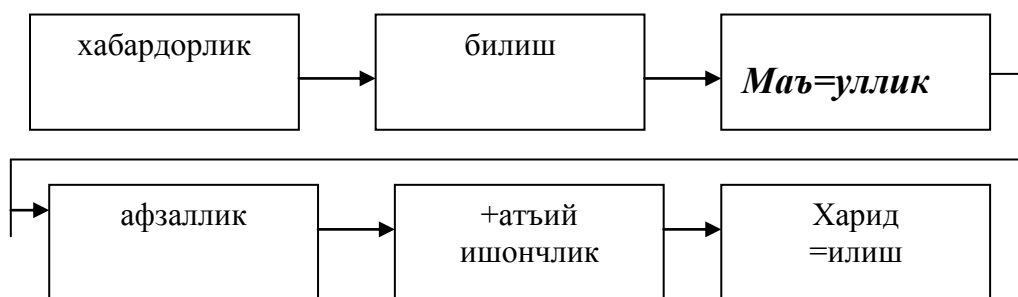 хабардорлик
билиш
Маъ=уллик
афзаллик
+атъий
ишончлик
Харид
=илиш